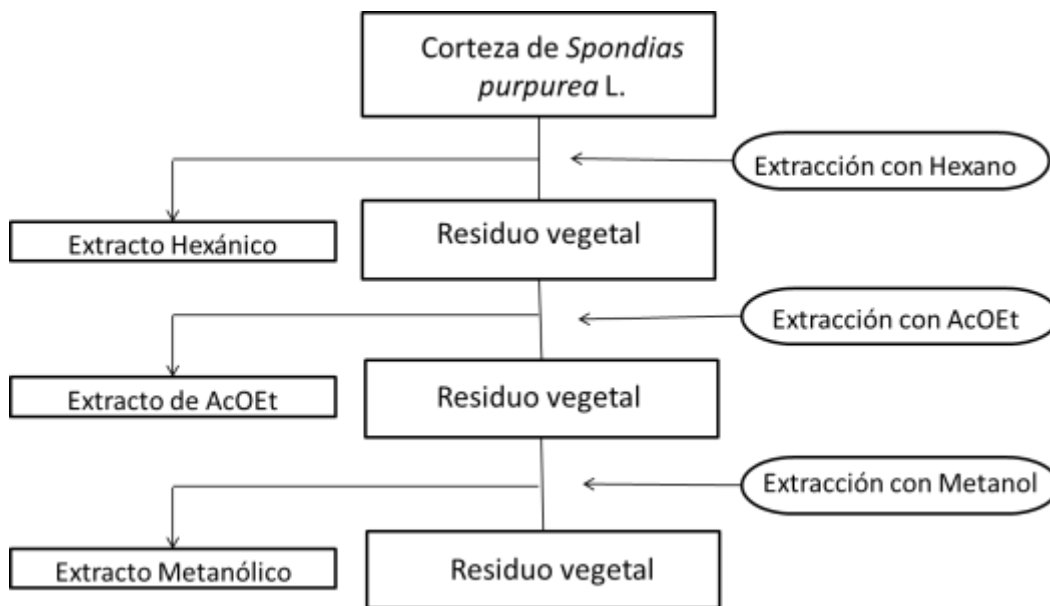 Corteza de Spondias
purpurea L.
Extracción con Hexano
Extracto Hexánico
Residuo vegetal
Extracción con AcOEt
Extracto de AcOEt
Residuo vegetal
Extracción con Metanol
Extracto Metanólico
Residuo vegetal